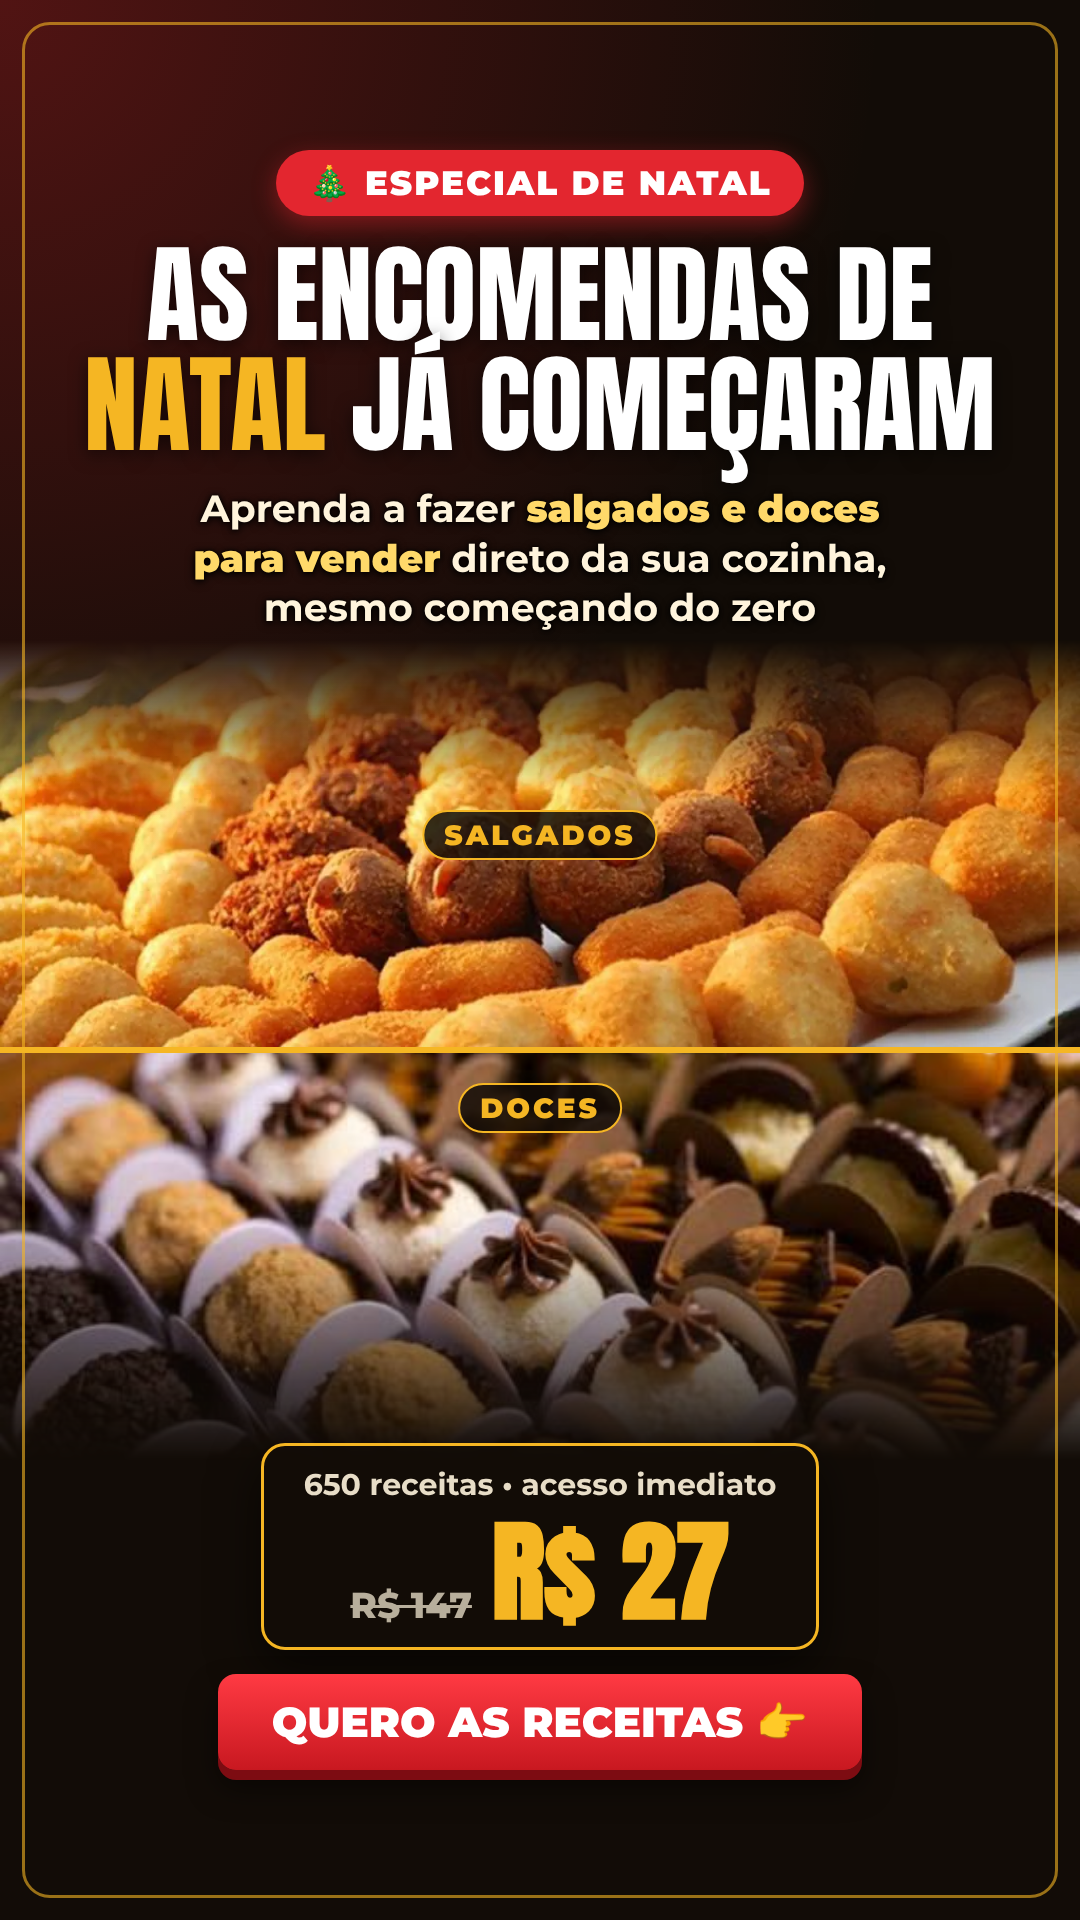 🎄 ESPECIAL DE NATAL
AS ENCOMENDAS DE
NATAL JÁ COMEÇARAM
Aprenda a fazer salgados e doces
para vender direto da sua cozinha,
mesmo começando do zero
SALGADOS
DOCES
650 receitas • acesso imediato
R$ 147 R$ 27
QUERO AS RECEITAS 👉